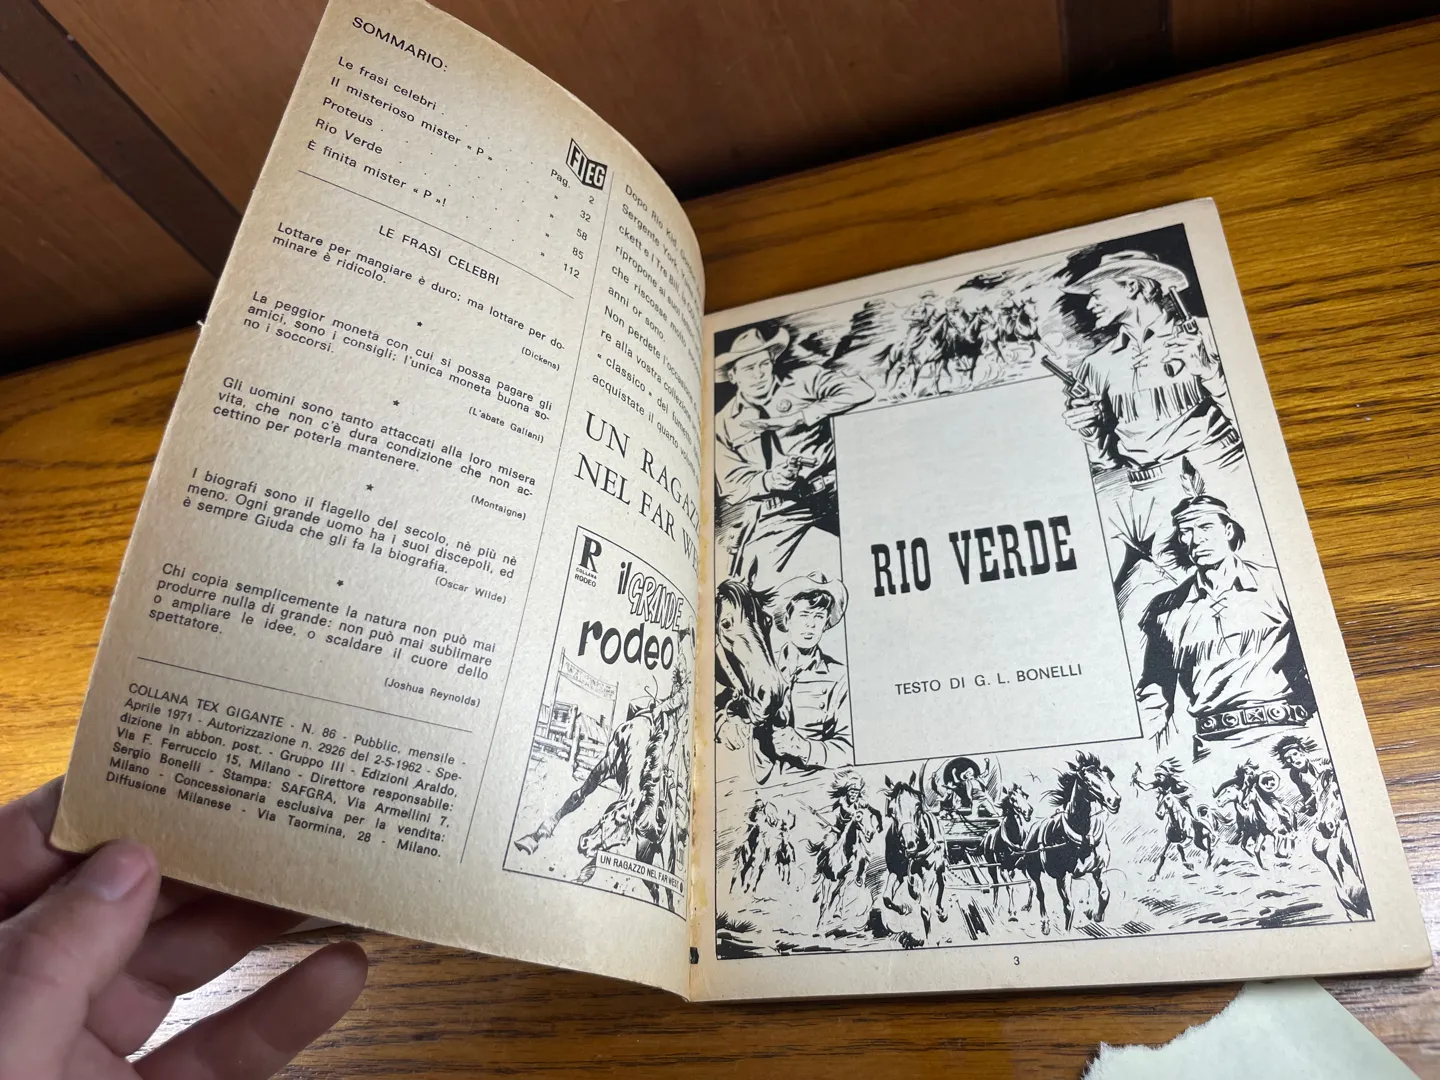 SOMMARIO:
Le frasi celebri . . . . Pag. 2
Il misterioso mister « P » . . » 32
Proteus . . . . . . » 58
Rio Verde . . . . . » 85
È finita mister « P »! . . . » 112
LE FRASI CELEBRI
Lottare per mangiare è duro; ma lottare per do-
minare è ridicolo.
(Dickens)
*
La peggior moneta con cui si possa pagare gli
amici, sono i consigli; l'unica moneta buona so-
no i soccorsi.
(L'abate Galiani)
*
Gli uomini sono tanto attaccati alla loro misera
vita, che non c'è dura condizione che non ac-
cettino per poterla mantenere.
(Montaigne)
*
I biografi sono il flagello del secolo, nè più nè
meno. Ogni grande uomo ha i suoi discepoli, ed
è sempre Giuda che gli fa la biografia.
(Oscar Wilde)
*
Chi copia semplicemente la natura non può mai
produrre nulla di grande: non può mai sublimare
o ampliare le idee, o scaldare il cuore dello
spettatore.
(Joshua Reynolds)
COLLANA TEX GIGANTE - N. 86 - Pubblic. mensile -
Aprile 1971 - Autorizzazione n. 2926 del 2-5-1962 - Spe-
dizione in abbon. post. - Gruppo III - Edizioni Araldo,
Via F. Ferruccio 15, Milano - Direttore responsabile:
Sergio Bonelli - Stampa: SAFGRA, Via Armellini 7,
Milano - Concessionaria esclusiva per la vendita:
Diffusione Milanese - Via Taormina, 28 - Milano.
FIEG
Dopo Rio Kid,
Sergente York,
ckett e I Tre Bill, la
ripropone ai suoi
che riscosse molto
anni or sono.
Non perdete l'occasione
re alla vostra collezione
« classico » del fumetto
acquistate il quarto volume
UN RAGAZZO
NEL FAR WE
R
COLLANA
RODEO
il GRANDE
rodeo
UN RAGAZZO NEL FAR WEST
RIO VERDE
TESTO DI G. L. BONELLI
3